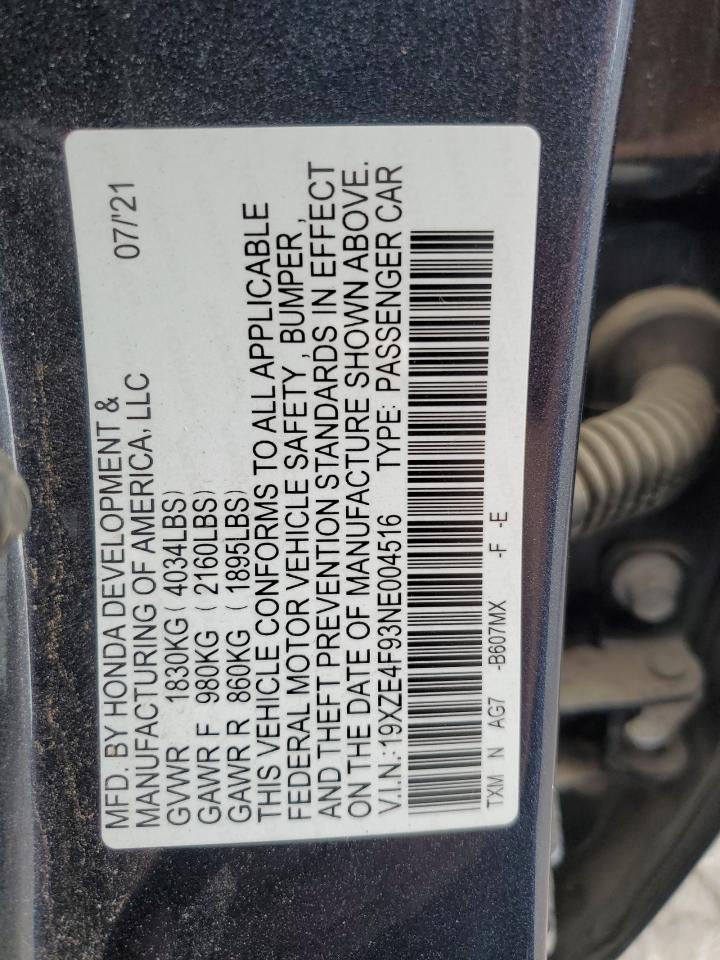 MFD. BY HONDA DEVELOPMENT & 07/'21
MANUFACTURING OF AMERICA, LLC
GVWR 1830KG ( 4034LBS)
GAWR F 980KG ( 2160LBS)
GAWR R 860KG ( 1895LBS)
THIS VEHICLE CONFORMS TO ALL APPLICABLE
FEDERAL MOTOR VEHICLE SAFETY , BUMPER ,
AND THEFT PREVENTION STANDARDS IN EFFECT
ON THE DATE OF MANUFACTURE SHOWN ABOVE.
V.I.N.:19XZE4F93NE004516 TYPE: PASSENGER CAR
TXM N AG7 -B607MX -F -E